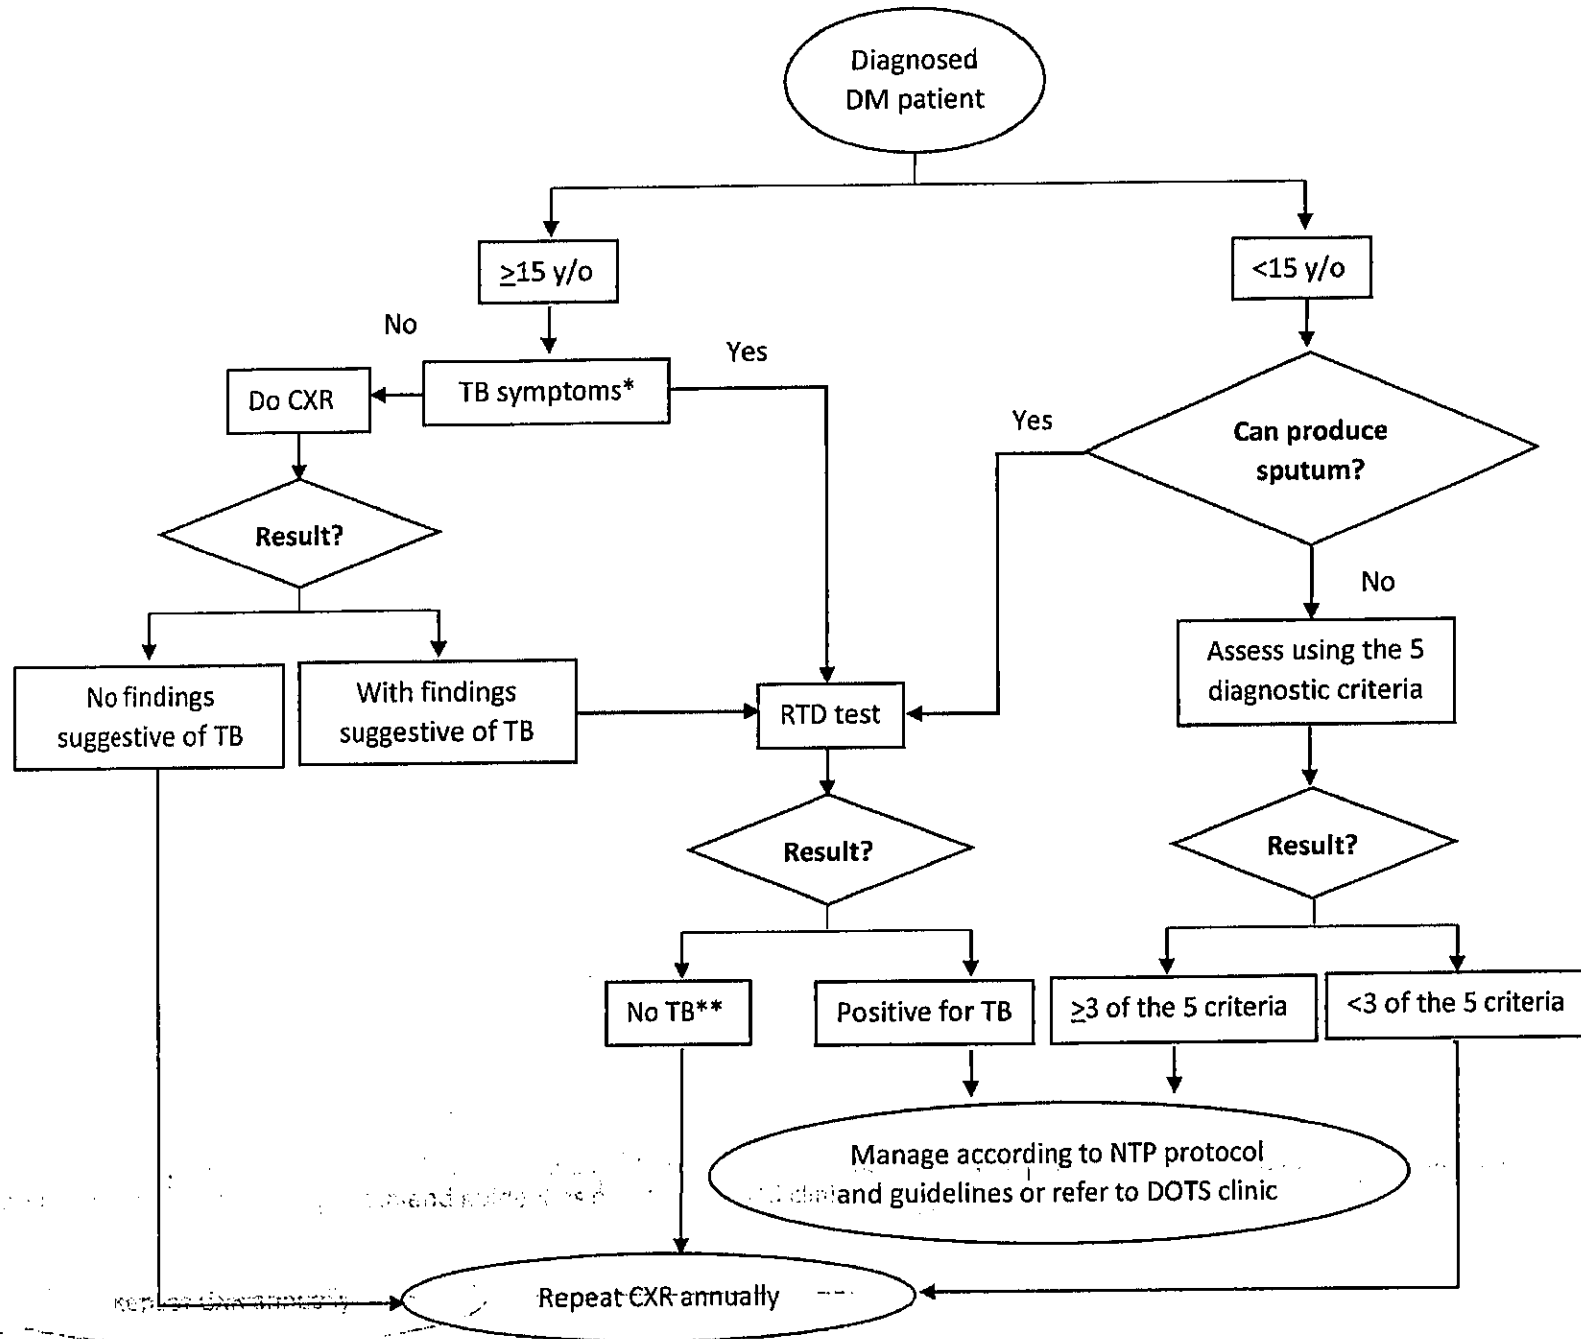 Diagnosed
DM patient
≥15 y/o
<15 y/o
No
Yes
Do CXR
TB symptoms*
Yes
Can produce
sputum?
Result?
No
No findings
suggestive of TB
With findings
suggestive of TB
RTD test
Assess using the 5
diagnostic criteria
Result?
Result?
No TB**
Positive for TB
≥3 of the 5 criteria
<3 of the 5 criteria
Manage according to NTP protocol
and guidelines or refer to DOTS clinic
Repeat CXR annually